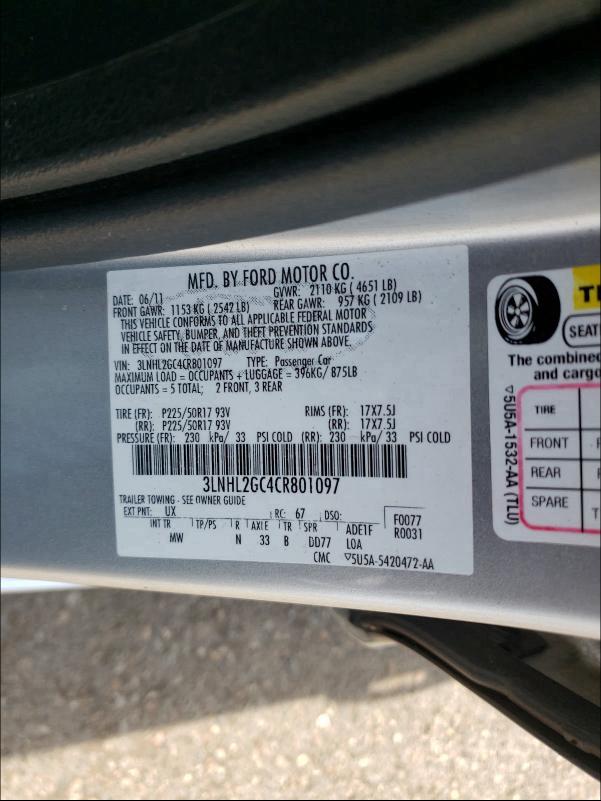 MFD. BY FORD MOTOR CO.
DATE: 06/11 GVWR: 2110 KG ( 4651 LB)
FRONT GAWR: 1153 KG ( 2542 LB) REAR GAWR: 957 KG ( 2109 LB)
THIS VEHICLE CONFORMS TO ALL APPLICABLE FEDERAL MOTOR
VEHICLE SAFETY, BUMPER, AND THEFT PREVENTION STANDARDS
IN EFFECT ON THE DATE OF MANUFACTURE SHOWN ABOVE.
VIN: 3LNHL2GC4CR801097 TYPE: Passenger Car
MAXIMUM LOAD = OCCUPANTS + LUGGAGE = 396KG/ 875LB
OCCUPANTS = 5 TOTAL; 2 FRONT, 3 REAR
TIRE (FR): P225/50R17 93V RIMS (FR): 17X7.5J
(RR): P225/50R17 93V (RR): 17X7.5J
PRESSURE (FR): 230 kPa/ 33 PSI COLD (RR): 230 kPa/ 33 PSI COLD
3LNHL2GC4CR801097
TRAILER TOWING - SEE OWNER GUIDE
EXT PNT: UX RC: 67 DSO: F0077
INT TR TP/PS R AXLE TR SPR ADE1F R0031
MW N 33 B DD77 LOA
CMC ▽5U5A-5420472-AA
▽5U5A-1532-AA (TLU)
SEAT
The combined
and cargo
TIRE
FRONT
REAR
SPARE